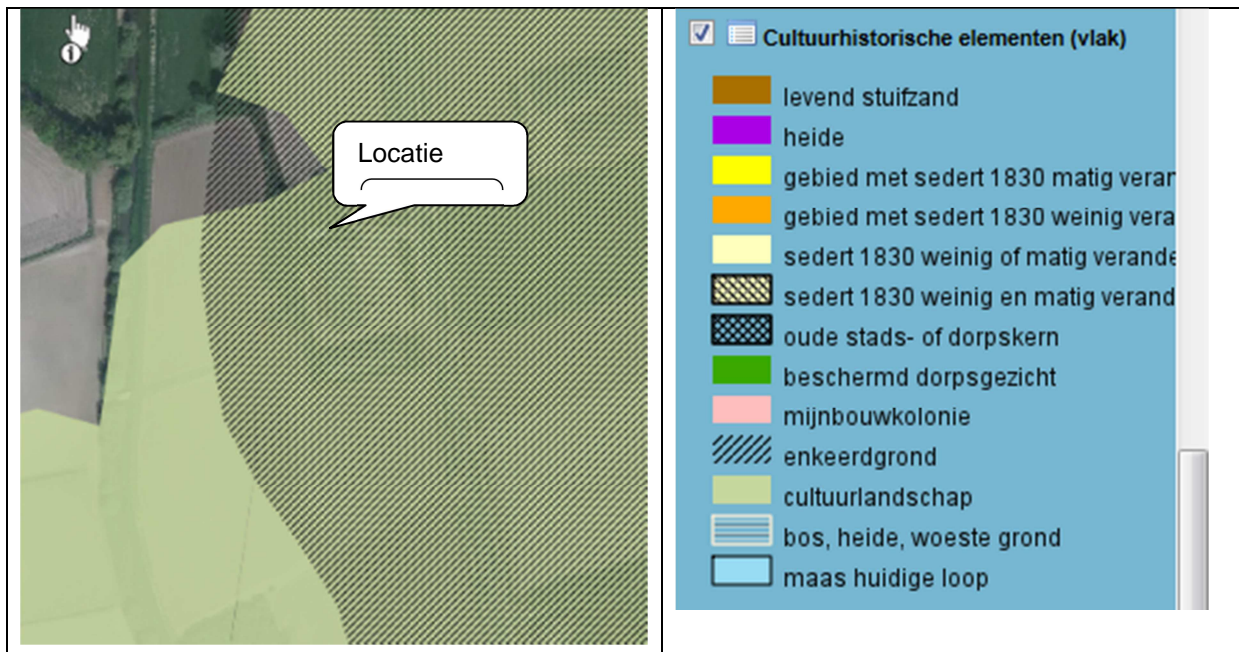 1
Locatie
Cultuurhistorische elementen (vlak)
levend stuifzand
heide
gebied met sedert 1830 matig veran
gebied met sedert 1830 weinig vera
sedert 1830 weinig of matig verande
sedert 1830 weinig en matig verand
oude stads- of dorpskern
beschermd dorpsgezicht
mijnbouwkolonie
enkeerdgrond
cultuurlandschap
bos, heide, woeste grond
maas huidige loop